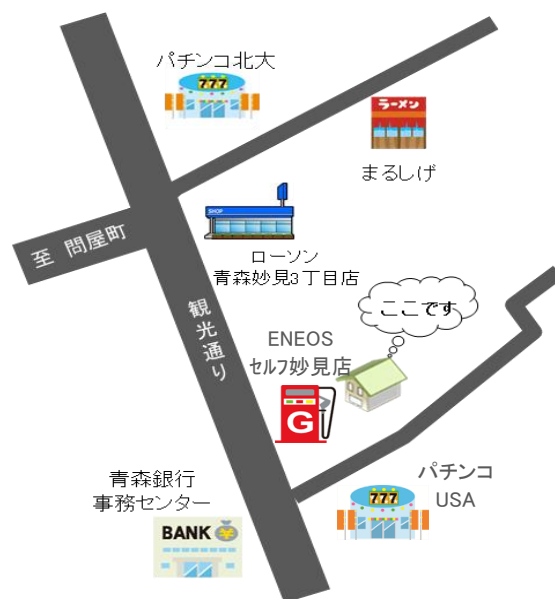 パチンコ北大
777
ラーメン
まるしげ
SHOP
ローソン
青森妙見3丁目店
至 問屋町
観光通り
ここです
ENEOS
セルフ妙見店
G
青森銀行
事務センター
BANK ¥
パチンコ
USA
777